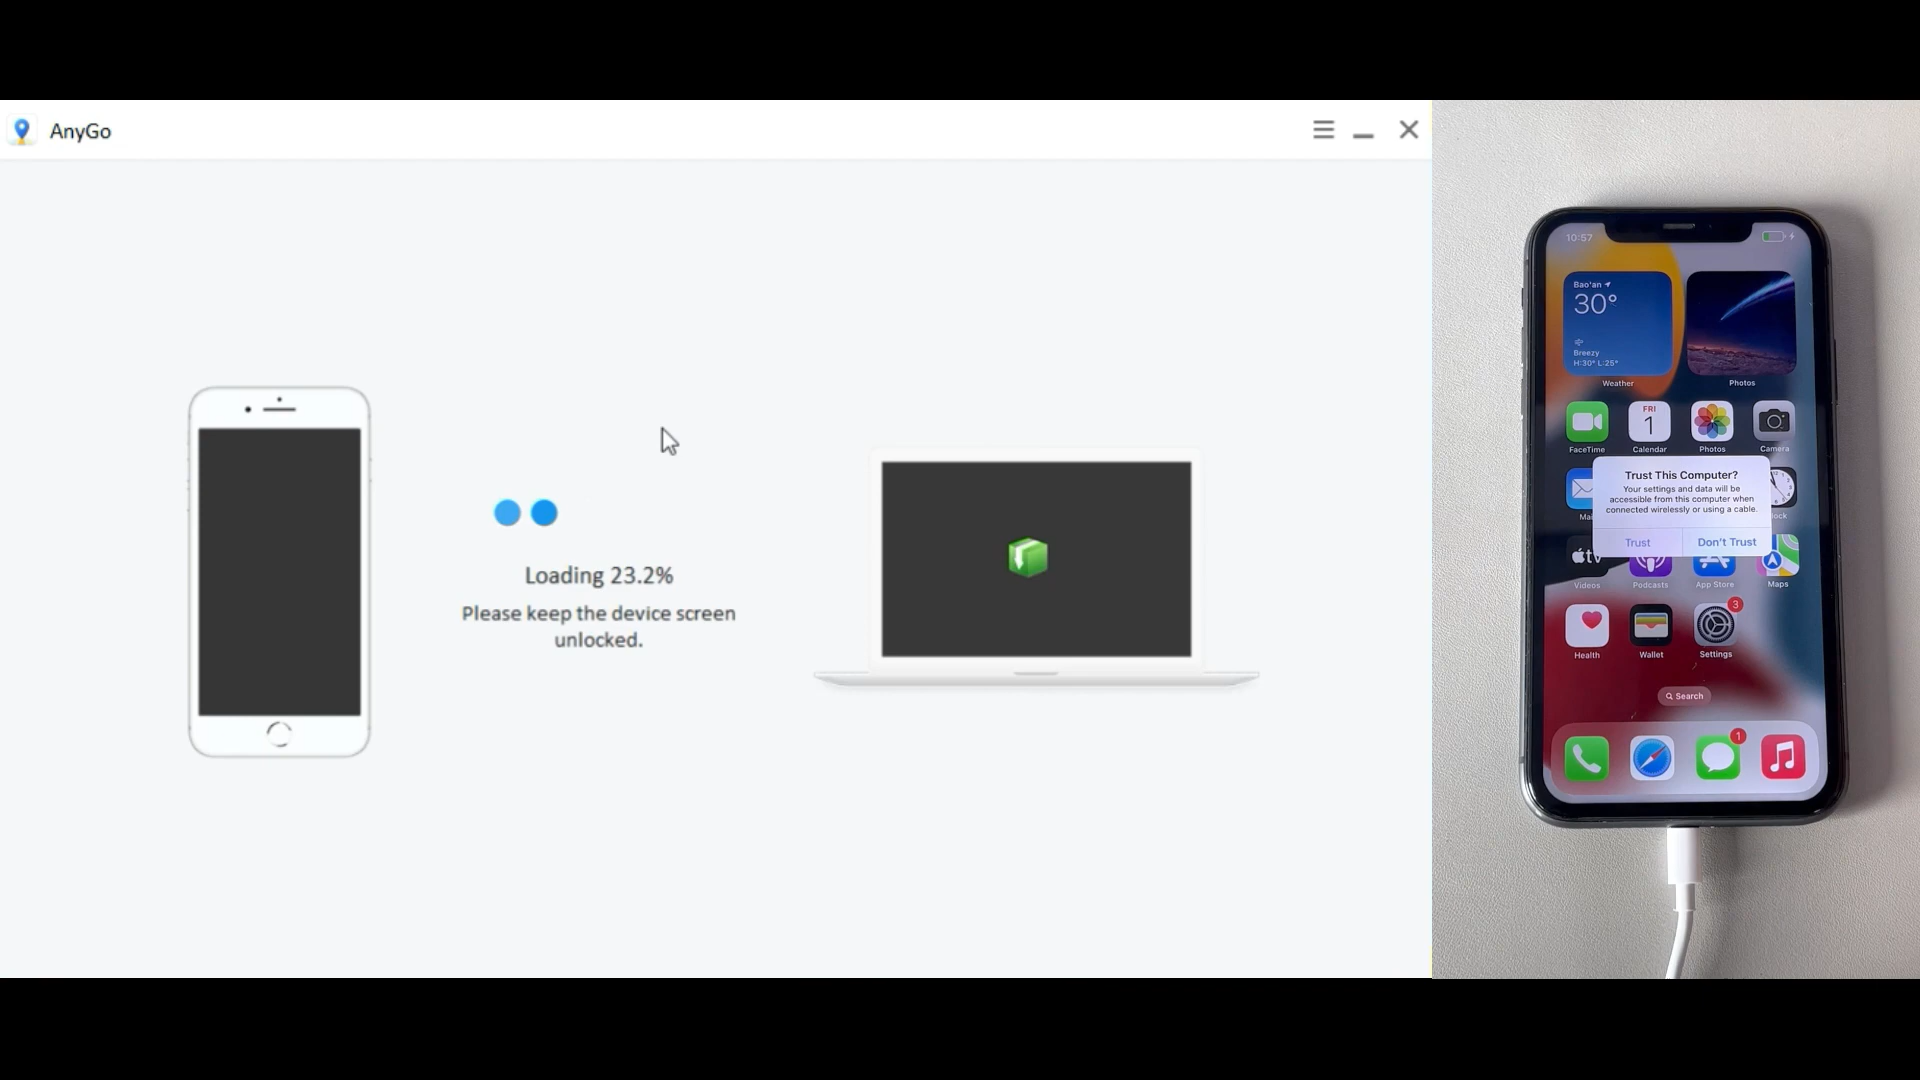 AnyGo
Loading 23.2%
Please keep the device screen
unlocked.
10:57
Bao'an
30°
Breezy
H:30° L:25°
Weather
Photos
FaceTime
FRI
1
Calendar
Photos
Camera
Trust This Computer?
Your settings and data will be
accessible from this computer when
connected wirelessly or using a cable.
Trust
Don't Trust
Mai
lock
tv
Videos
Podcasts
App Store
Maps
3
Health
Wallet
Settings
Search
1